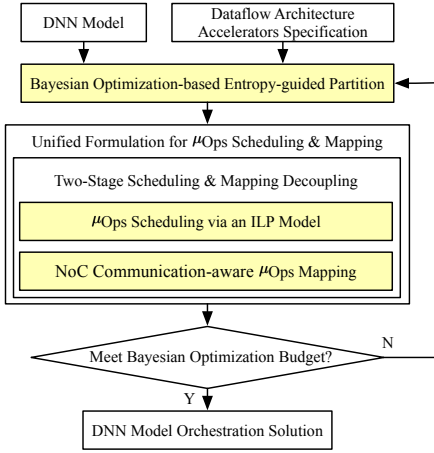 DNN Model
Dataflow Architecture
Accelerators Specification
Bayesian Optimization-based Entropy-guided Partition
Unified Formulation for μOps Scheduling & Mapping
Two-Stage Scheduling & Mapping Decoupling
μOps Scheduling via an ILP Model
NoC Communication-aware μOps Mapping
Meet Bayesian Optimization Budget?
N
Y
DNN Model Orchestration Solution